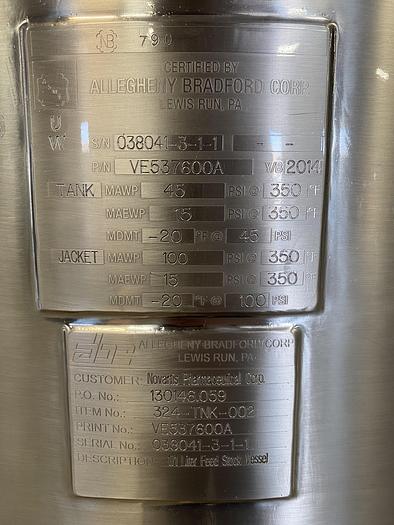 NB 790
CERTIFIED BY
ALLEGHENY BRADFORD CORP
LEWIS RUN, PA
U
W
S/N 038041-3-1-1 - -
P/N VE537600A Y/B 2014
TANK MAWP 45 PSI@ 350 °F
MAEWP 15 PSI@ 350 °F
MDMT -20 °F@ 45 PSI
JACKET MAWP 100 PSI@ 350 °F
MAEWP 15 PSI@ 350 °F
MDMT -20 °F@ 100 PSI
abc ALLEGHENY BRADFORD CORP
LEWIS RUN, PA
CUSTOMER: Novartis Pharmaceutical Corp.
P.O. No.: 130146.059
ITEM No.: 324-TNK-002
PRINT No.: VE537600A
SERIAL No.: 038041-3-1-1
DESCRIPTION: Liter Feed Stock Vessel